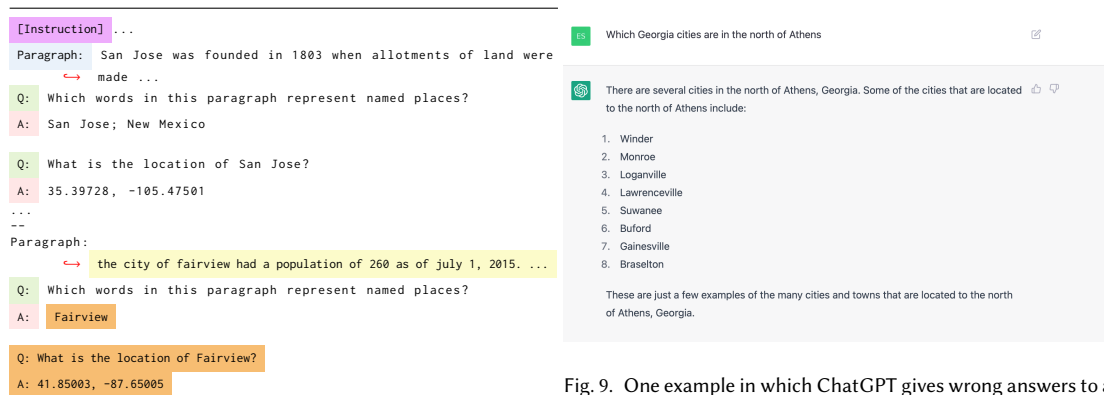 [Instruction] ...
Paragraph: San Jose was founded in 1803 when allotments of land were
↪ made ...
Q: Which words in this paragraph represent named places?
A: San Jose; New Mexico
Q: What is the location of San Jose?
A: 35.39728, -105.47501
...
--
Paragraph:
↪ the city of fairview had a population of 260 as of july 1, 2015. ...
Q: Which words in this paragraph represent named places?
A: Fairview
Q: What is the location of Fairview?
A: 41.85003, -87.65005
ES Which Georgia cities are in the north of Athens
There are several cities in the north of Athens, Georgia. Some of the cities that are located
to the north of Athens include:
1. Winder
2. Monroe
3. Loganville
4. Lawrenceville
5. Suwanee
6. Buford
7. Gainesville
8. Braselton
These are just a few examples of the many cities and towns that are located to the north
of Athens, Georgia.
Fig. 9. One example in which ChatGPT gives wrong answers to a